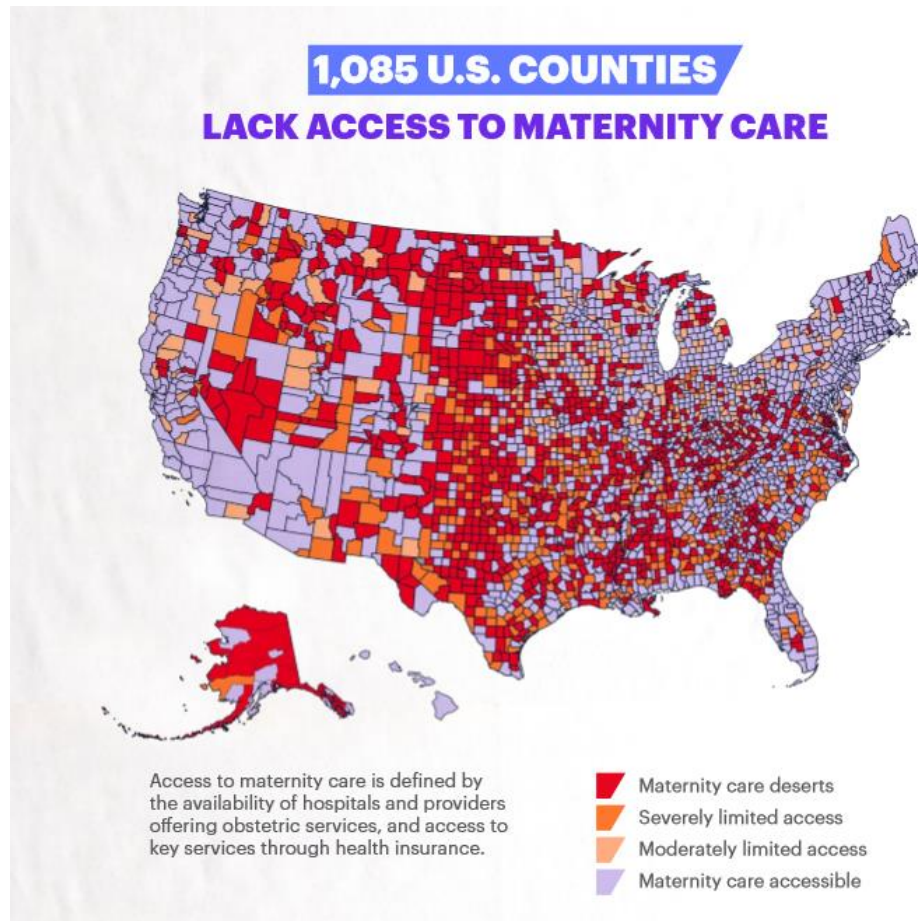 1,085 U.S. COUNTIES
LACK ACCESS TO MATERNITY CARE
Access to maternity care is defined by
the availability of hospitals and providers
offering obstetric services, and access to
key services through health insurance.
Maternity care deserts
Severely limited access
Moderately limited access
Maternity care accessible